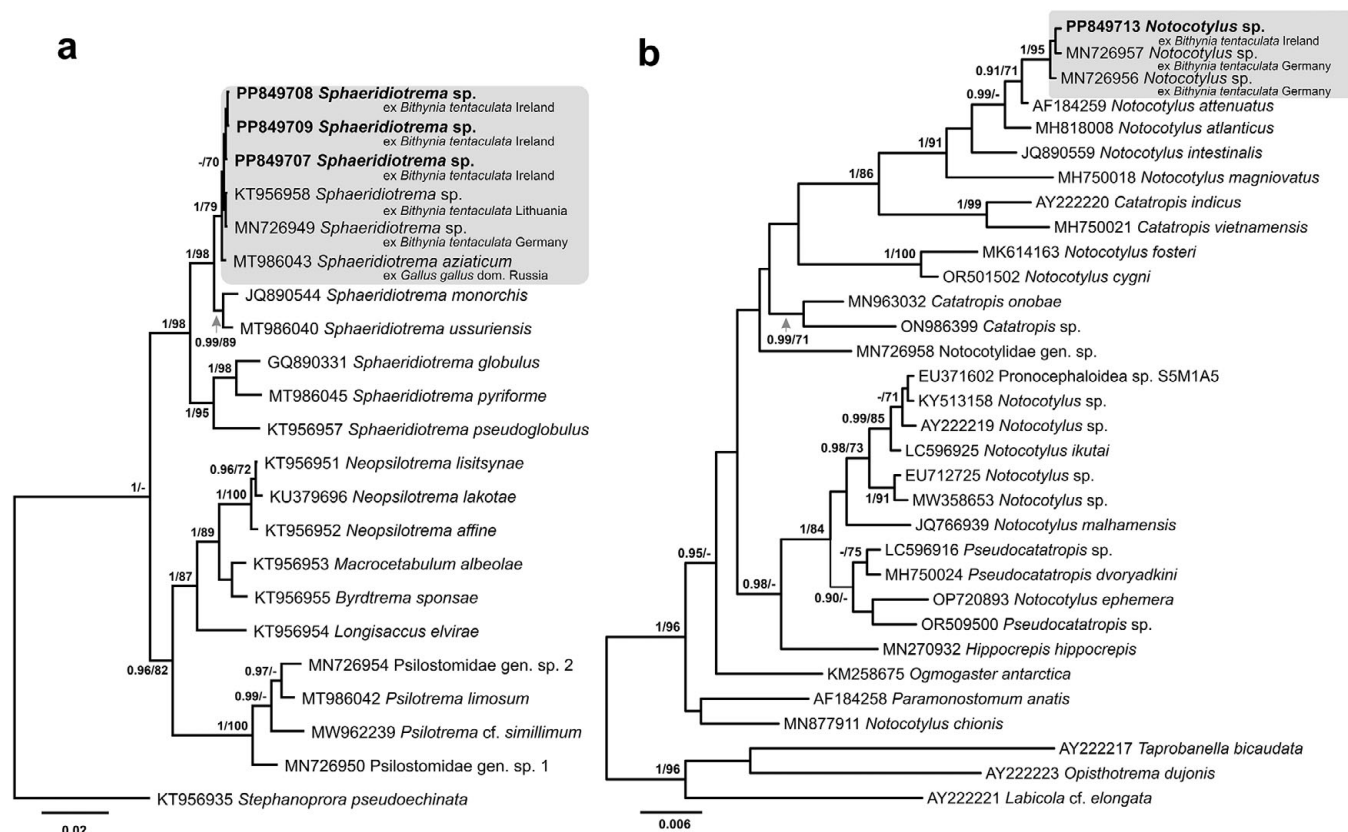 a
PP849708 Sphaeridiotrema sp.
ex Bithynia tentaculata Ireland
PP849709 Sphaeridiotrema sp.
ex Bithynia tentaculata Ireland
-/70
PP849707 Sphaeridiotrema sp.
ex Bithynia tentaculata Ireland
KT956958 Sphaeridiotrema sp.
ex Bithynia tentaculata Lithuania
1/79
MN726949 Sphaeridiotrema sp.
ex Bithynia tentaculata Germany
1/98
MT986043 Sphaeridiotrema aziaticum
ex Gallus gallus dom. Russia
JQ890544 Sphaeridiotrema monorchis
1/98
MT986040 Sphaeridiotrema ussuriensis
0.99/89
GQ890331 Sphaeridiotrema globulus
1/98
MT986045 Sphaeridiotrema pyriforme
1/95
KT956957 Sphaeridiotrema pseudoglobulus
KT956951 Neopsilotrema lisitsynae
0.96/72
1/-
KU379696 Neopsilotrema lakotae
1/100
KT956952 Neopsilotrema affine
1/89
KT956953 Macrocetabulum albeolae
1/87
KT956955 Byrdtrema sponsae
KT956954 Longisaccus elvirae
0.96/82
MN726954 Psilostomidae gen. sp. 2
0.97/-
MT986042 Psilotrema limosum
0.99/-
MW962239 Psilotrema cf. simillimum
1/100
MN726950 Psilostomidae gen. sp. 1
KT956935 Stephanoprora pseudoechinata
0.02
b
PP849713 Notocotylus sp.
ex Bithynia tentaculata Ireland
1/95
MN726957 Notocotylus sp.
ex Bithynia tentaculata Germany
0.91/71
MN726956 Notocotylus sp.
ex Bithynia tentaculata Germany
0.99/-
AF184259 Notocotylus attenuatus
MH818008 Notocotylus atlanticus
1/91
JQ890559 Notocotylus intestinalis
1/86
MH750018 Notocotylus magniovatus
AY222220 Catatropis indicus
1/99
MH750021 Catatropis vietnamensis
MK614163 Notocotylus fosteri
1/100
OR501502 Notocotylus cygni
MN963032 Catatropis onobae
ON986399 Catatropis sp.
0.99/71
MN726958 Notocotylidae gen. sp.
EU371602 Pronocephaloidea sp. S5M1A5
-/71
KY513158 Notocotylus sp.
0.99/85
AY222219 Notocotylus sp.
0.98/73
LC596925 Notocotylus ikutai
EU712725 Notocotylus sp.
1/91
MW358653 Notocotylus sp.
JQ766939 Notocotylus malhamensis
1/84
-/75
LC596916 Pseudocatatropis sp.
0.95/-
MH750024 Pseudocatatropis dvoryadkini
0.98/-
0.90/-
OP720893 Notocotylus ephemera
OR509500 Pseudocatatropis sp.
1/96
MN270932 Hippocrepis hippocrepis
KM258675 Ogmogaster antarctica
AF184258 Paramonostomum anatis
MN877911 Notocotylus chionis
AY222217 Taprobanella bicaudata
1/96
AY222223 Opisthotrema dujonis
AY222221 Labicola cf. elongata
0.006